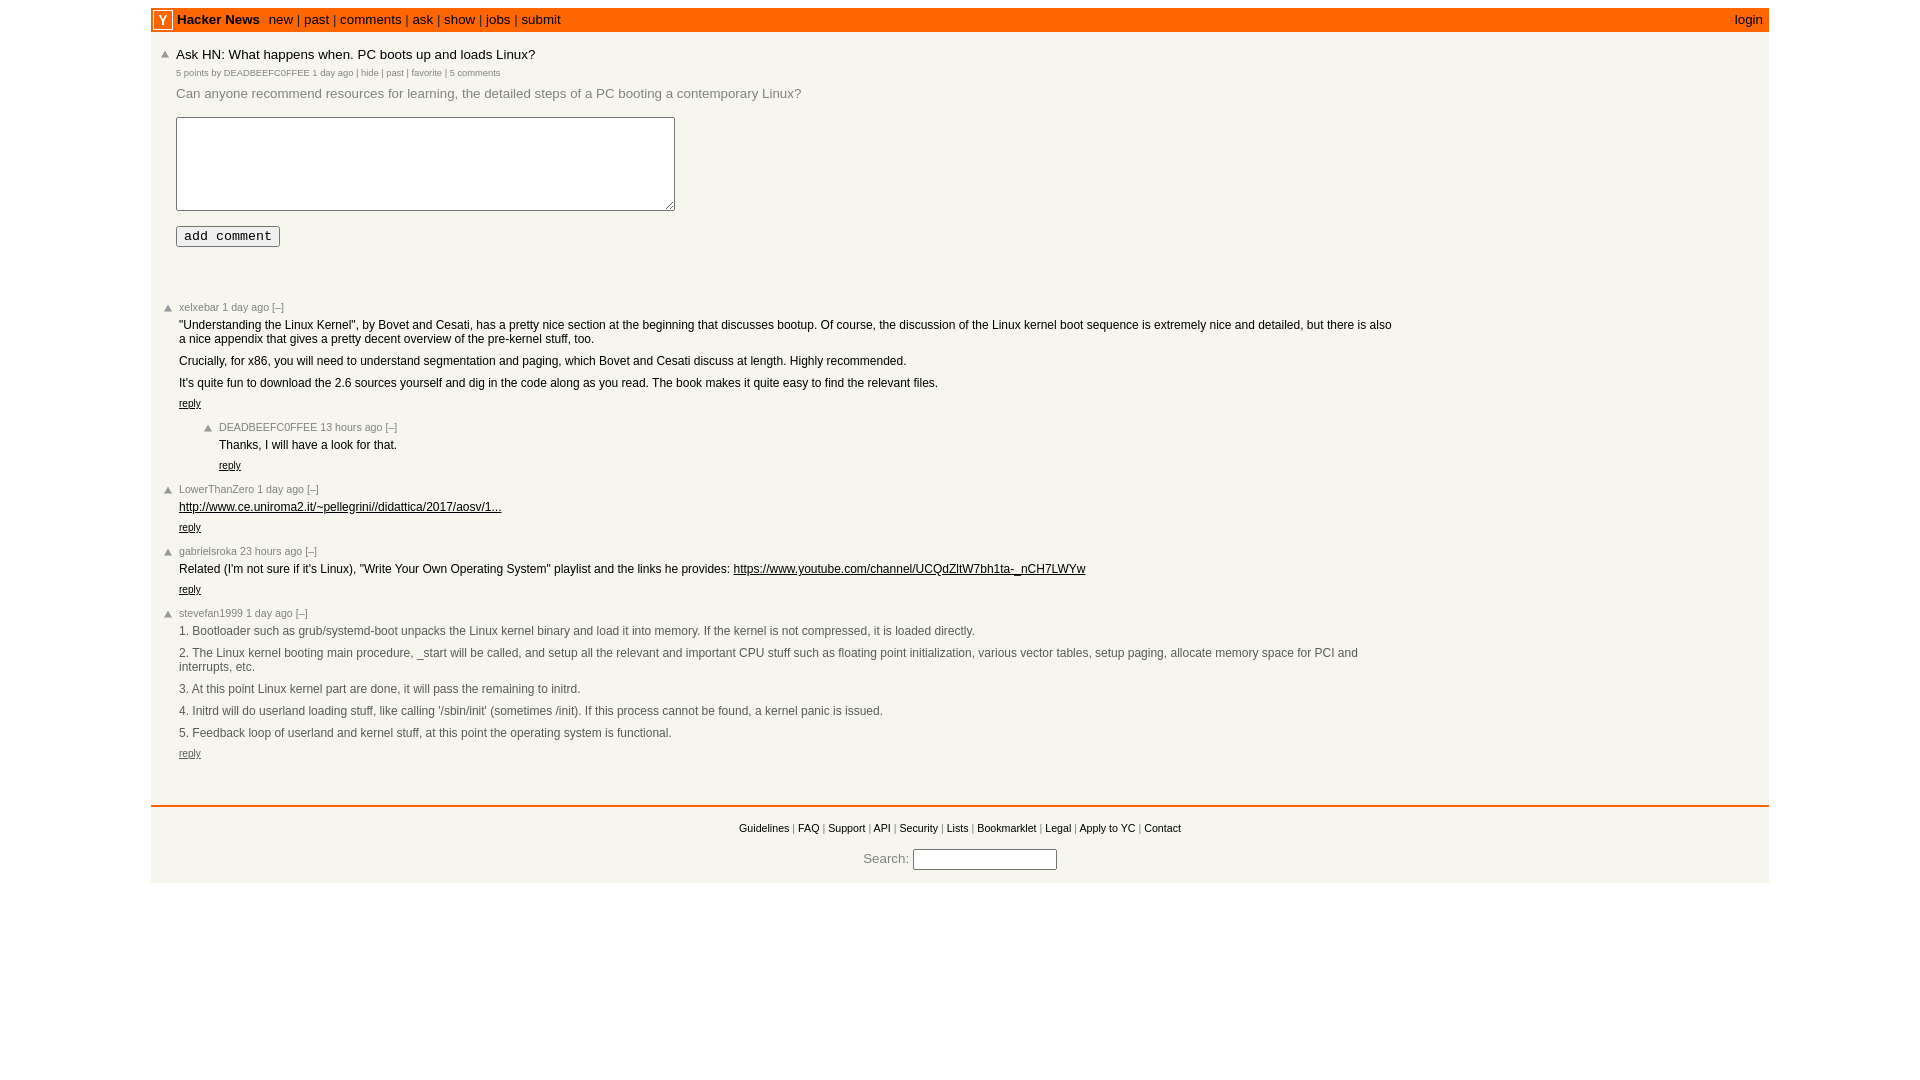 Y Hacker News new | past | comments | ask | show | jobs | submit login
Ask HN: What happens when. PC boots up and loads Linux?
5 points by DEADBEEFC0FFEE 1 day ago | hide | past | favorite | 5 comments
Can anyone recommend resources for learning, the detailed steps of a PC booting a contemporary Linux?
add comment
xelxebar 1 day ago [–]
"Understanding the Linux Kernel", by Bovet and Cesati, has a pretty nice section at the beginning that discusses bootup. Of course, the discussion of the Linux kernel boot sequence is extremely nice and detailed, but there is also
a nice appendix that gives a pretty decent overview of the pre-kernel stuff, too.
Crucially, for x86, you will need to understand segmentation and paging, which Bovet and Cesati discuss at length. Highly recommended.
It's quite fun to download the 2.6 sources yourself and dig in the code along as you read. The book makes it quite easy to find the relevant files.
reply
DEADBEEFC0FFEE 13 hours ago [–]
Thanks, I will have a look for that.
reply
LowerThanZero 1 day ago [–]
http://www.ce.uniroma2.it/~pellegrini//didattica/2017/aosv/1...
reply
gabrielsroka 23 hours ago [–]
Related (I'm not sure if it's Linux), "Write Your Own Operating System" playlist and the links he provides: https://www.youtube.com/channel/UCQdZltW7bh1ta-_nCH7LWYw
reply
stevefan1999 1 day ago [–]
1. Bootloader such as grub/systemd-boot unpacks the Linux kernel binary and load it into memory. If the kernel is not compressed, it is loaded directly.
2. The Linux kernel booting main procedure, _start will be called, and setup all the relevant and important CPU stuff such as floating point initialization, various vector tables, setup paging, allocate memory space for PCI and
interrupts, etc.
3. At this point Linux kernel part are done, it will pass the remaining to initrd.
4. Initrd will do userland loading stuff, like calling '/sbin/init' (sometimes /init). If this process cannot be found, a kernel panic is issued.
5. Feedback loop of userland and kernel stuff, at this point the operating system is functional.
reply
Guidelines | FAQ | Support | API | Security | Lists | Bookmarklet | Legal | Apply to YC | Contact
Search: